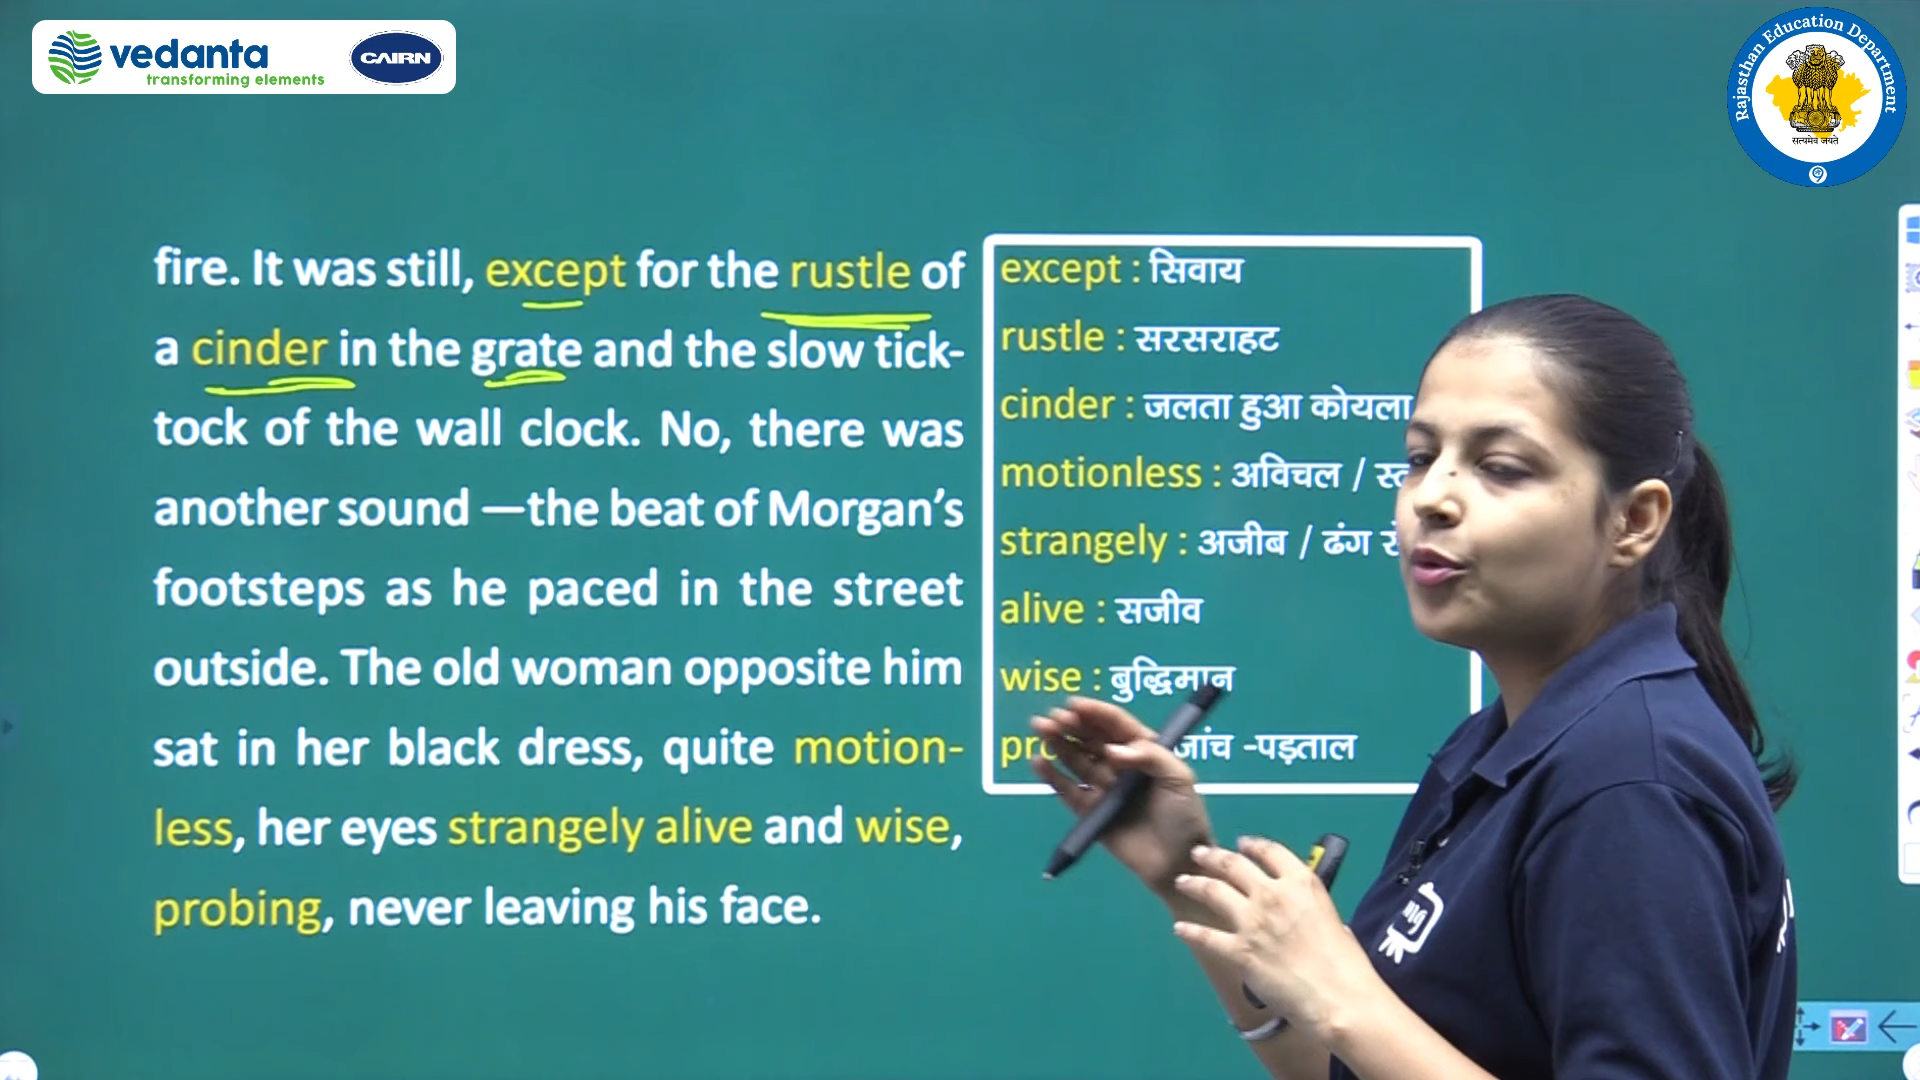 vedanta
transforming elements
CAIRN
Rajasthan Education Department
सत्यमेव जयते
fire. It was still, except for the rustle of
a cinder in the grate and the slow tick-
tock of the wall clock. No, there was
another sound —the beat of Morgan's
footsteps as he paced in the street
outside. The old woman opposite him
sat in her black dress, quite motion-
less, her eyes strangely alive and wise,
probing, never leaving his face.
except : सिवाय
rustle : सरसराहट
cinder : जलता हुआ कोयला
motionless : अविचल /
strangely : अजीब / ढंग
alive : सजीव
wise : बुद्धिमान
जांच -पड़ताल